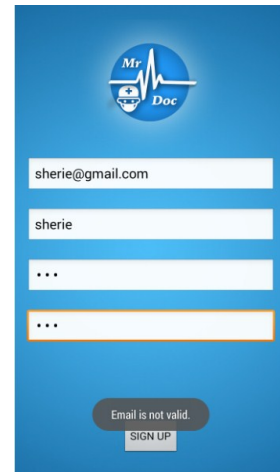 Mr
Doc
sherie@gmail.com
sherie
•••
•••
Email is not valid.
SIGN UP